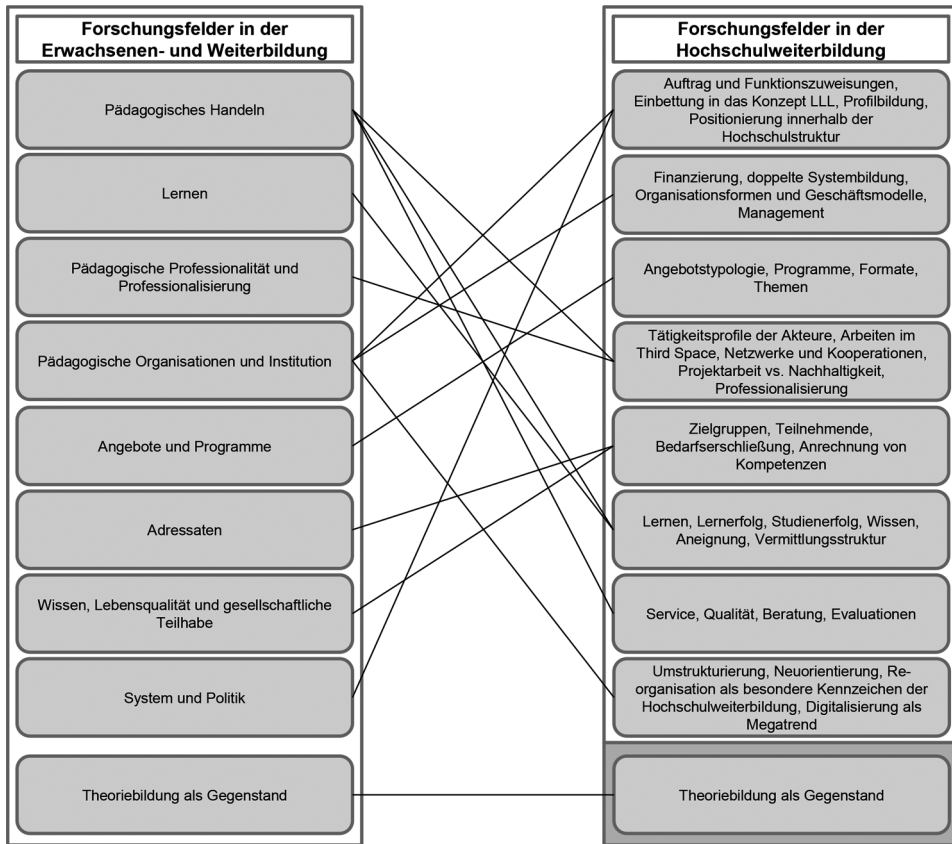 Forschungsfelder in der
Erwachsenen- und Weiterbildung
Pädagogisches Handeln
Lernen
Pädagogische Professionalität und
Professionalisierung
Pädagogische Organisationen und Institution
Angebote und Programme
Adressaten
Wissen, Lebensqualität und gesellschaftliche
Teilhabe
System und Politik
Theoriebildung als Gegenstand
Forschungsfelder in der
Hochschulweiterbildung
Auftrag und Funktionszuweisungen,
Einbettung in das Konzept LLL, Profilbildung,
Positionierung innerhalb der
Hochschulstruktur
Finanzierung, doppelte Systembildung,
Organisationsformen und Geschäftsmodelle,
Management
Angebotstypologie, Programme, Formate,
Themen
Tätigkeitsprofile der Akteure, Arbeiten im
Third Space, Netzwerke und Kooperationen,
Projektarbeit vs. Nachhaltigkeit,
Professionalisierung
Zielgruppen, Teilnehmende,
Bedarfserschließung, Anrechnung von
Kompetenzen
Lernen, Lernerfolg, Studienerfolg, Wissen,
Aneignung, Vermittlungsstruktur
Service, Qualität, Beratung, Evaluationen
Umstrukturierung, Neuorientierung, Re-
organisation als besondere Kennzeichen der
Hochschulweiterbildung, Digitalisierung als
Megatrend
Theoriebildung als Gegenstand